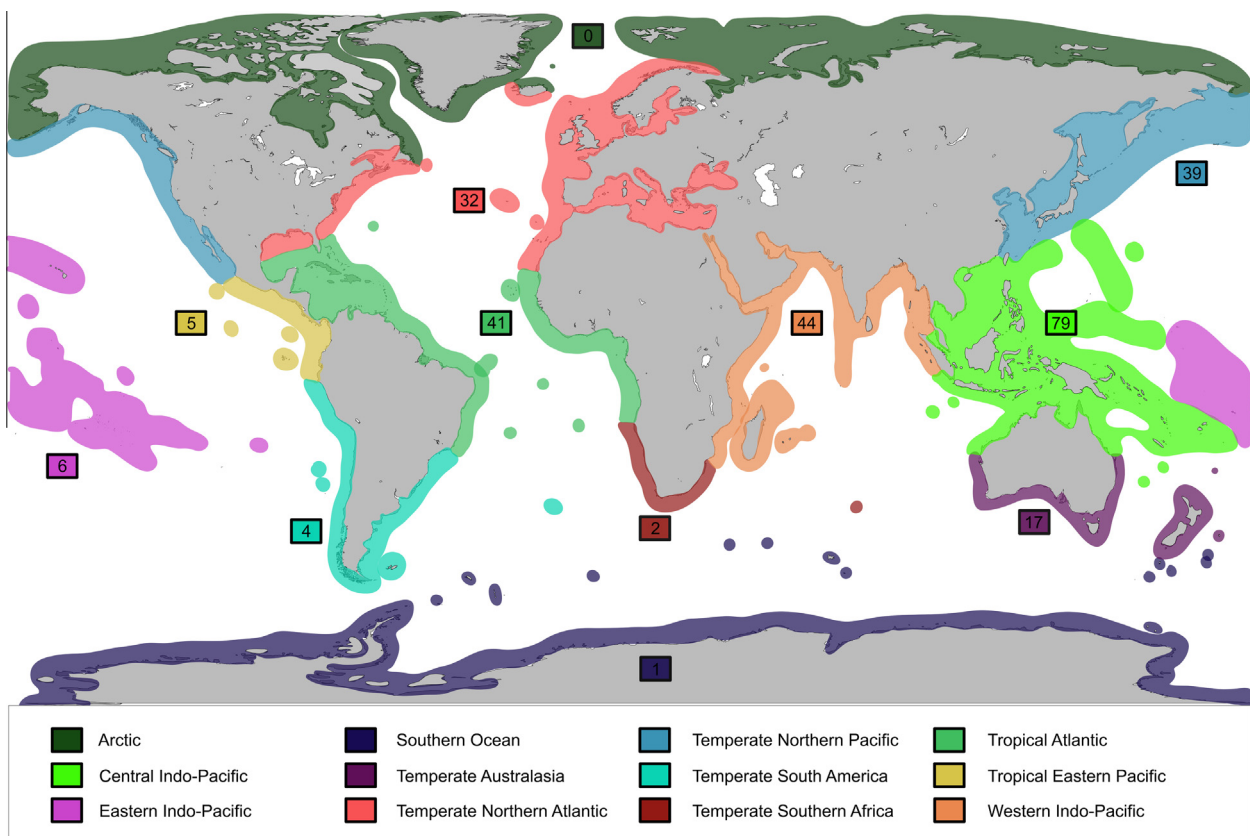 0
39
32
5
41
44
79
6
4
2
17
1
Arctic
Southern Ocean
Temperate Northern Pacific
Tropical Atlantic
Central Indo-Pacific
Temperate Australasia
Temperate South America
Tropical Eastern Pacific
Eastern Indo-Pacific
Temperate Northern Atlantic
Temperate Southern Africa
Western Indo-Pacific